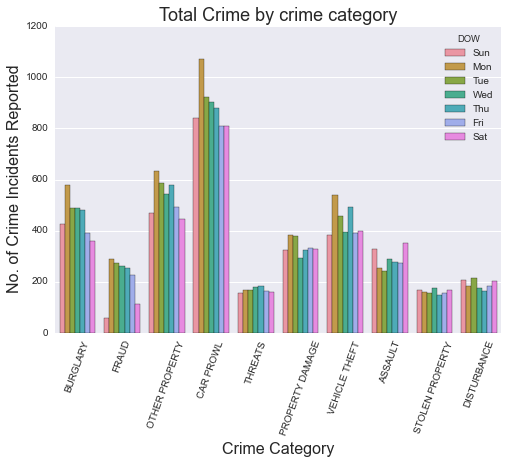 Total Crime by crime category
No. of Crime Incidents Reported
1200
1000
800
600
400
200
0
DOW
Sun
Mon
Tue
Wed
Thu
Fri
Sat
BURGLARY
FRAUD
OTHER PROPERTY
CAR PROWL
THREATS
PROPERTY DAMAGE
VEHICLE THEFT
ASSAULT
STOLEN PROPERTY
DISTURBANCE
Crime Category